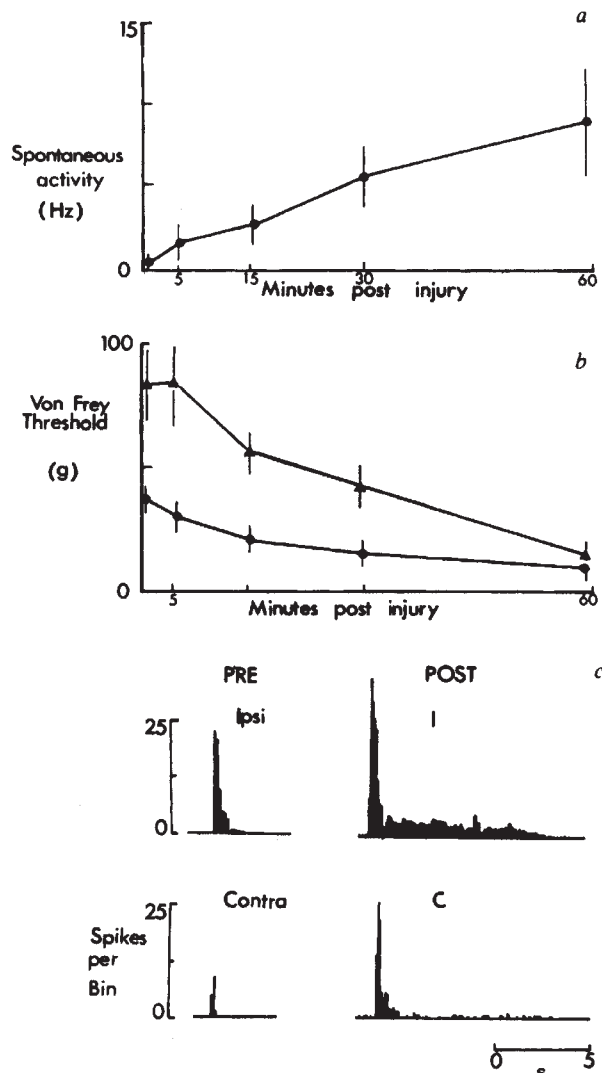 a
15
Spontaneous
activity
(Hz)
0
5 15 30 60
Minutes post injury
b
100
Von Frey
Threshold
(g)
0
5 60
Minutes post injury
c
PRE POST
Ipsi I
25
0
Contra C
25
Spikes
per
Bin
0
0 5
s